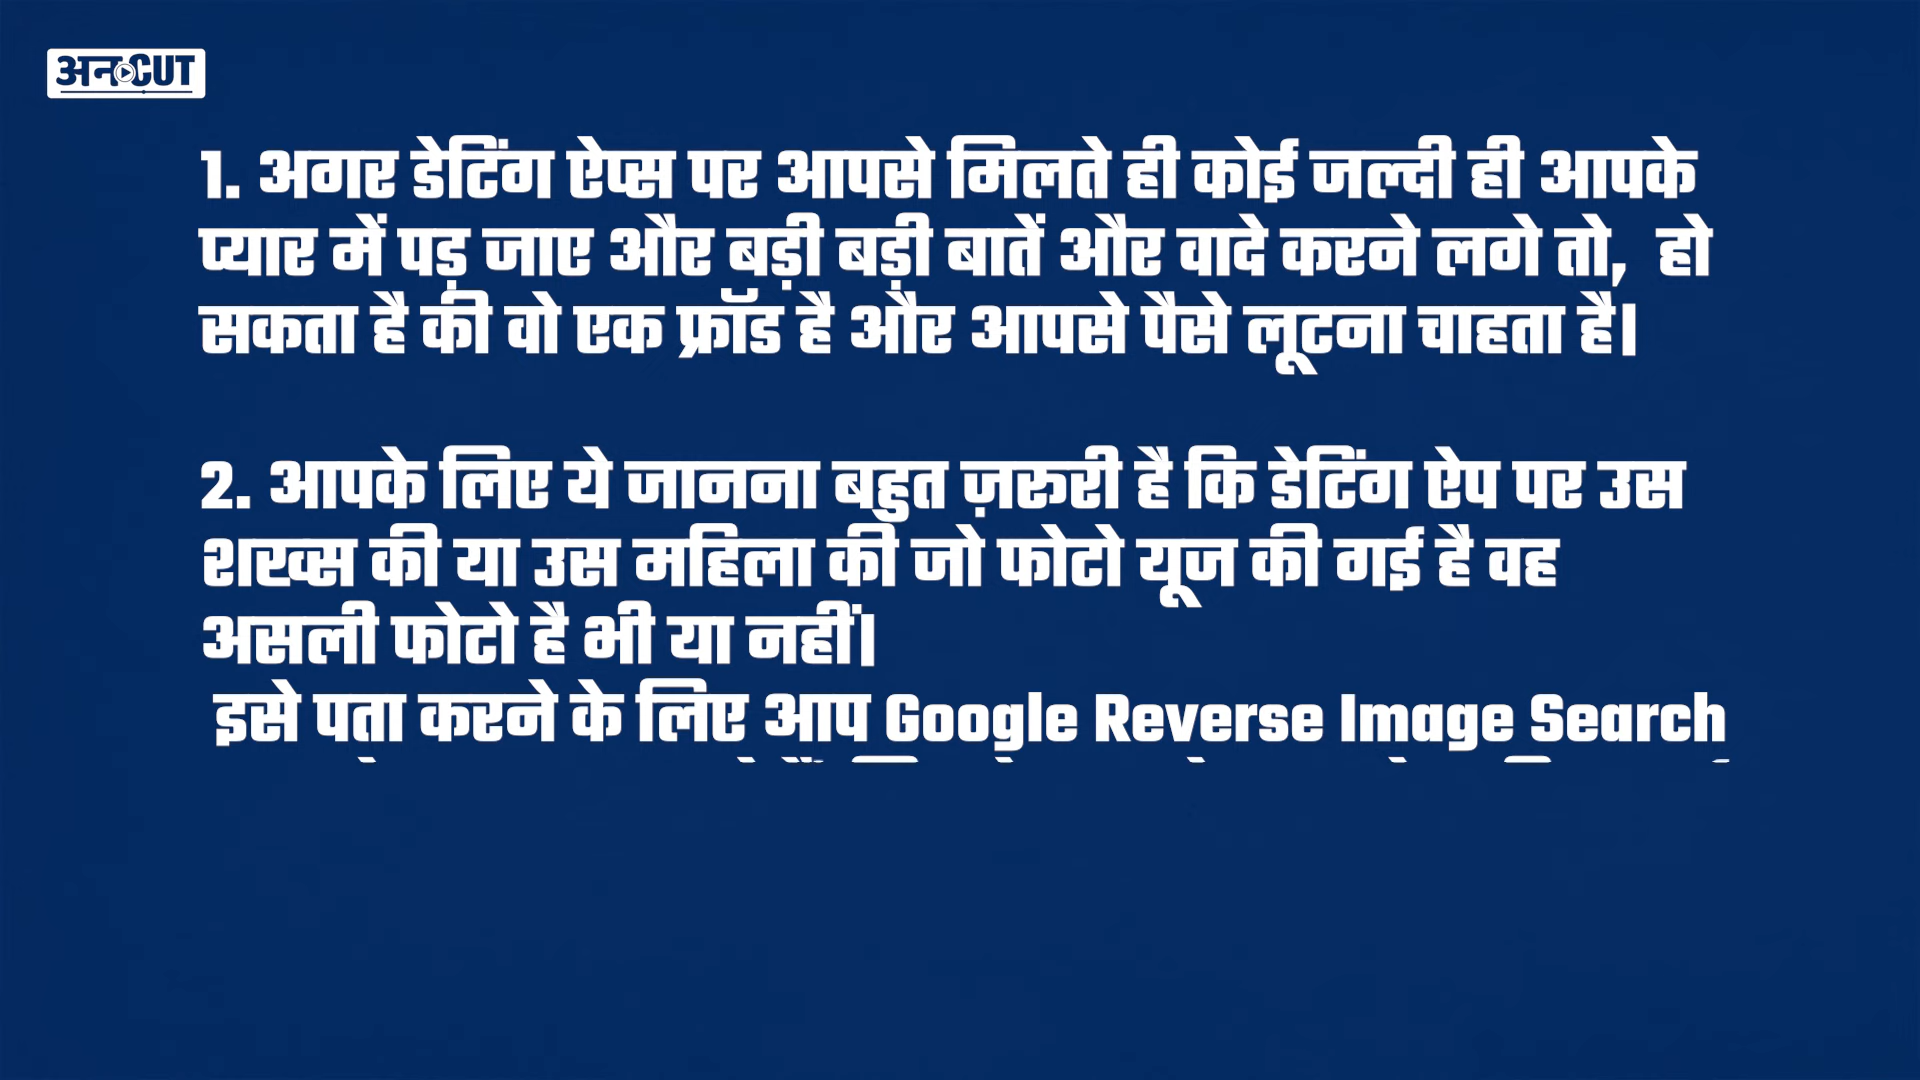 अनCUT
1. अगर डेटिंग ऐप्स पर आपसे मिलते ही कोई जल्दी ही आपके
प्यार में पड़ जाए और बड़ी बड़ी बातें और वादे करने लगे तो, हो
सकता है की वो एक फ्रॉड है और आपसे पैसे लूटना चाहता है।
2. आपके लिए ये जानना बहुत ज़रूरी है कि डेटिंग ऐप पर उस
शख्स की या उस महिला की जो फोटो यूज की गई है वह
असली फोटो है भी या नहीं।
इसे पता करने के लिए आप Google Reverse Image Search